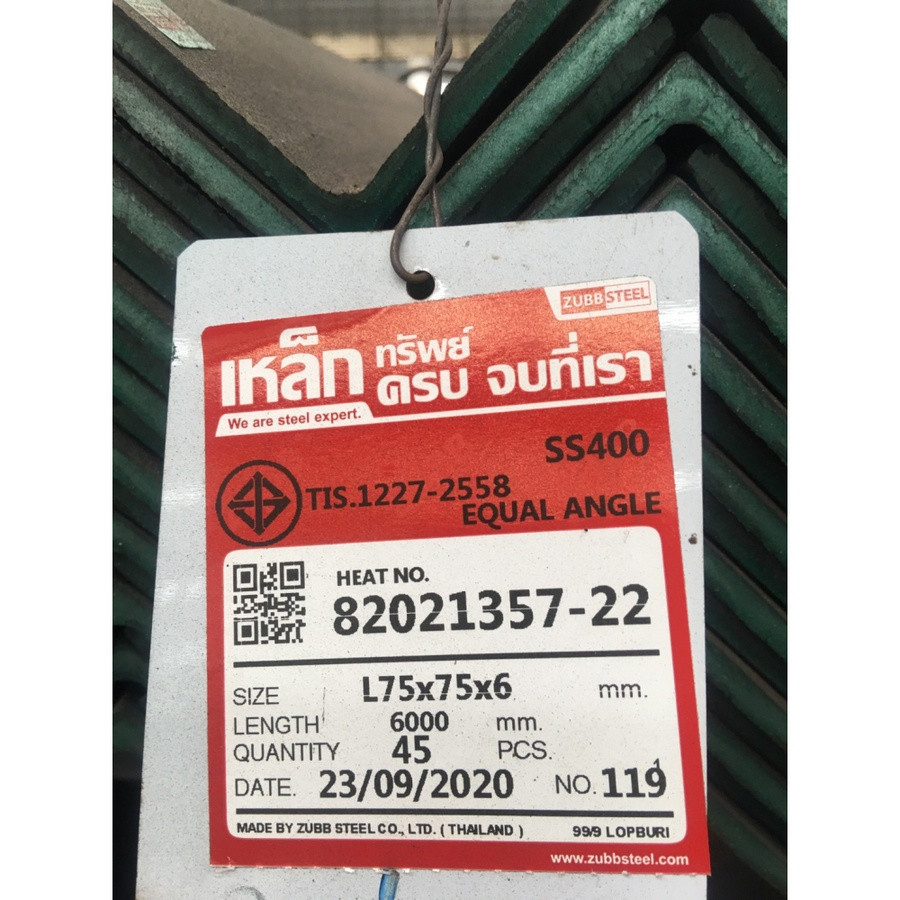 ZUBB STEEL
เหล็ก ทรัพย์
ครบ จบที่เรา
We are steel expert.
SS400
TIS.1227-2558
EQUAL ANGLE
HEAT NO.
82021357-22
SIZE L75x75x6 mm.
LENGTH 6000 mm.
QUANTITY 45 PCS.
DATE. 23/09/2020 NO. 119
MADE BY ZUBB STEEL CO., LTD. ( THAILAND ) 99/9 LOPBURI
www.zubbsteel.com